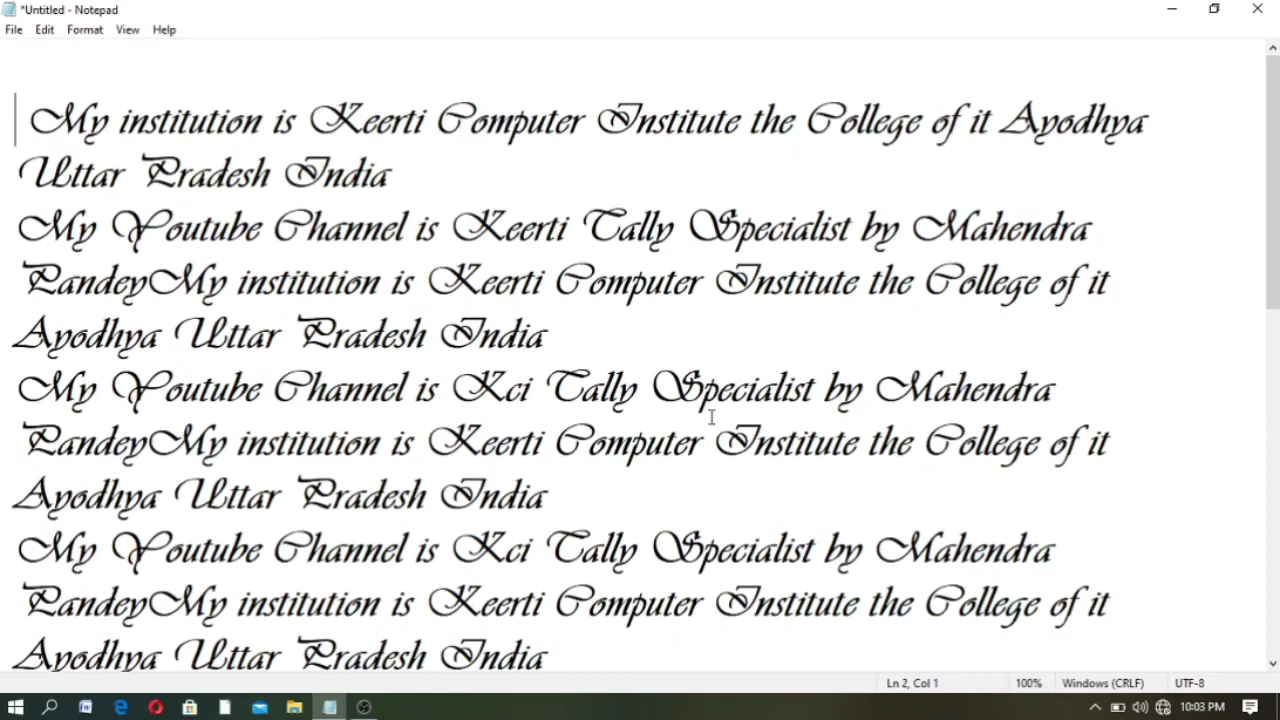 *Untitled - Notepad
File Edit Format View Help
My institution is Keerti Computer Institute the College of it Ayodhya
Uttar Pradesh India
My Youtube Channel is Keerti Tally Specialist by Mahendra
PandeyMy institution is Keerti Computer Institute the College of it
Ayodhya Uttar Pradesh India
My Youtube Channel is Kci Tally Specialist by Mahendra
PandeyMy institution is Keerti Computer Institute the College of it
Ayodhya Uttar Pradesh India
My Youtube Channel is Kci Tally Specialist by Mahendra
PandeyMy institution is Keerti Computer Institute the College of it
Ayodhya Uttar Pradesh India
Ln 2, Col 1 100% Windows (CRLF) UTF-8
10:03 PM